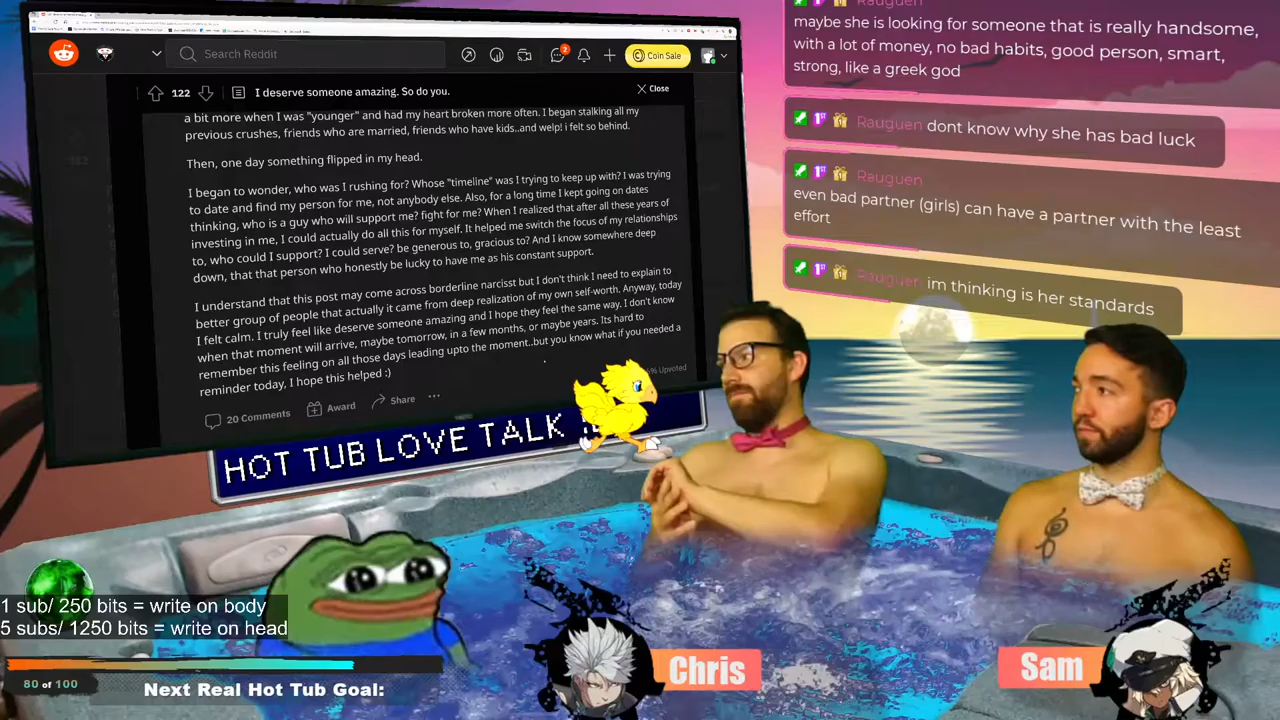 Search Reddit
2
Coin Sale
122
I deserve someone amazing. So do you.
Close
a bit more when I was "younger" and had my heart broken more often. I began stalking all my
previous crushes, friends who are married, friends who have kids..and welp! i felt so behind.
Then, one day something flipped in my head.
I began to wonder, who was I rushing for? Whose "timeline" was I trying to keep up with? I was trying
to date and find my person for me, not anybody else. Also, for a long time I kept going on dates
thinking, who is a guy who will support me? fight for me? When I realized that after all these years of
investing in me, I could actually do all this for myself. It helped me switch the focus of my relationships
to, who could I support? I could serve? be generous to, gracious to? And I know somewhere deep
down, that that person who honestly be lucky to have me as his constant support.
I understand that this post may come across borderline narcisst but I don't think I need to explain to
better group of people that actually it came from deep realization of my own self-worth. Anyway, today
I felt calm. I truly feel like deserve someone amazing and I hope they feel the same way. I don't know
when that moment will arrive, maybe tomorrow, in a few months, or maybe years. Its hard to
remember this feeling on all those days leading upto the moment..but you know what if you needed a
reminder today, I hope this helped :)
Upvoted
20 Comments
Award
Share
HOT TUB LOVE TALK
Rauguen
maybe she is looking for someone that is really handsome,
with a lot of money, no bad habits, good person, smart,
strong, like a greek god
Rauguen dont know why she has bad luck
Rauguen
even bad partner (girls) can have a partner with the least
effort
Rauguen im thinking is her standards
1 sub/ 250 bits = write on body
5 subs/ 1250 bits = write on head
80 of 100
Next Real Hot Tub Goal:
Chris
Sam